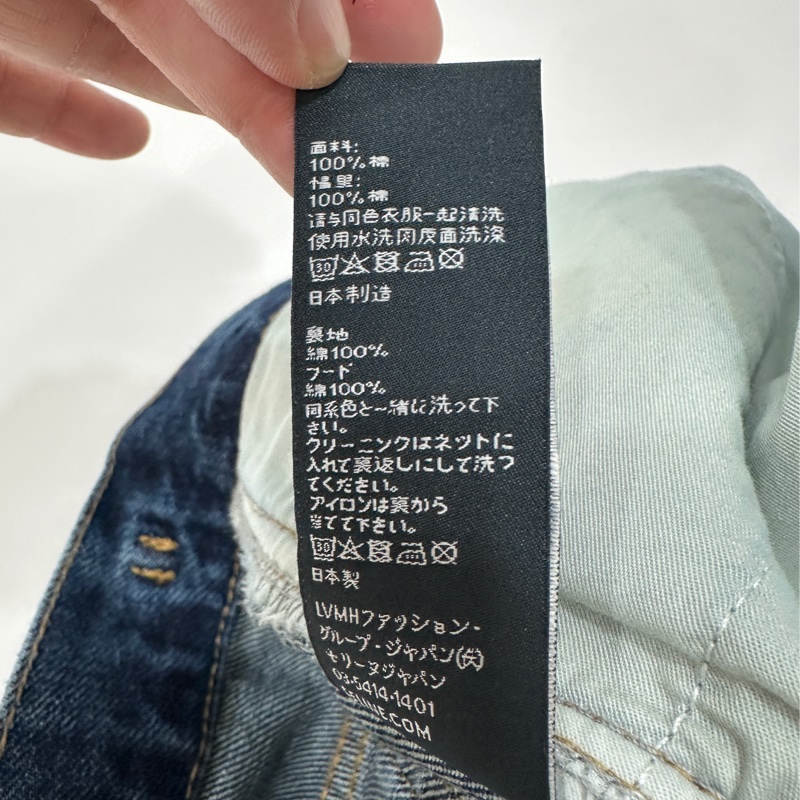 面料:
100%棉
帽里:
100%棉
请与同色衣服一起清洗
使用水洗网反面洗涤
30
日本制造
裏地
綿100%
フード
綿100%
同系色と一緒に洗って下
さい。
クリーニングはネットに
入れて裏返しにして洗っ
てください。
アイロンは裏から
当てて下さい。
30
日本製
LVMHファッション・
グループ・ジャパン(株)
セリーヌジャパン
03-5414-1401
CELINE.COM